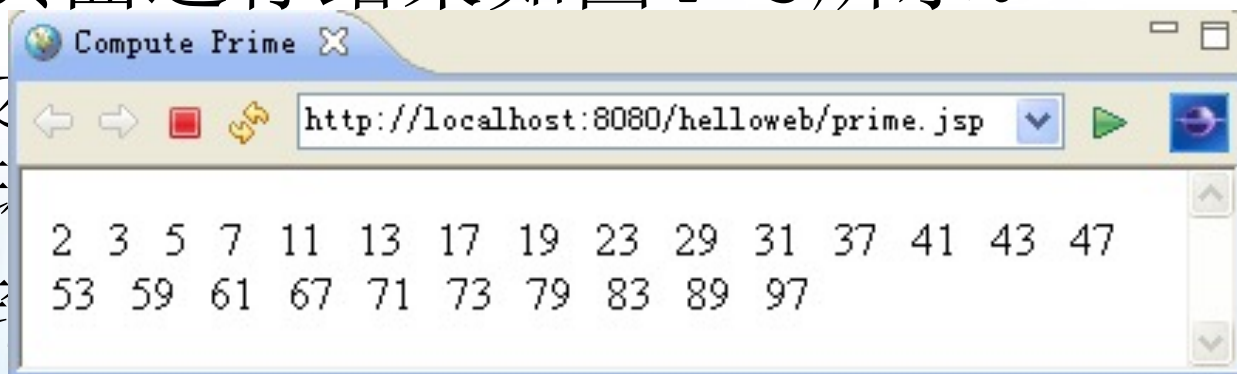 Compute Prime
http://localhost:8080/helloweb/prime.jsp
2 3 5 7 11 13 17 19 23 29 31 37 41 43 47
53 59 61 67 71 73 79 83 89 97